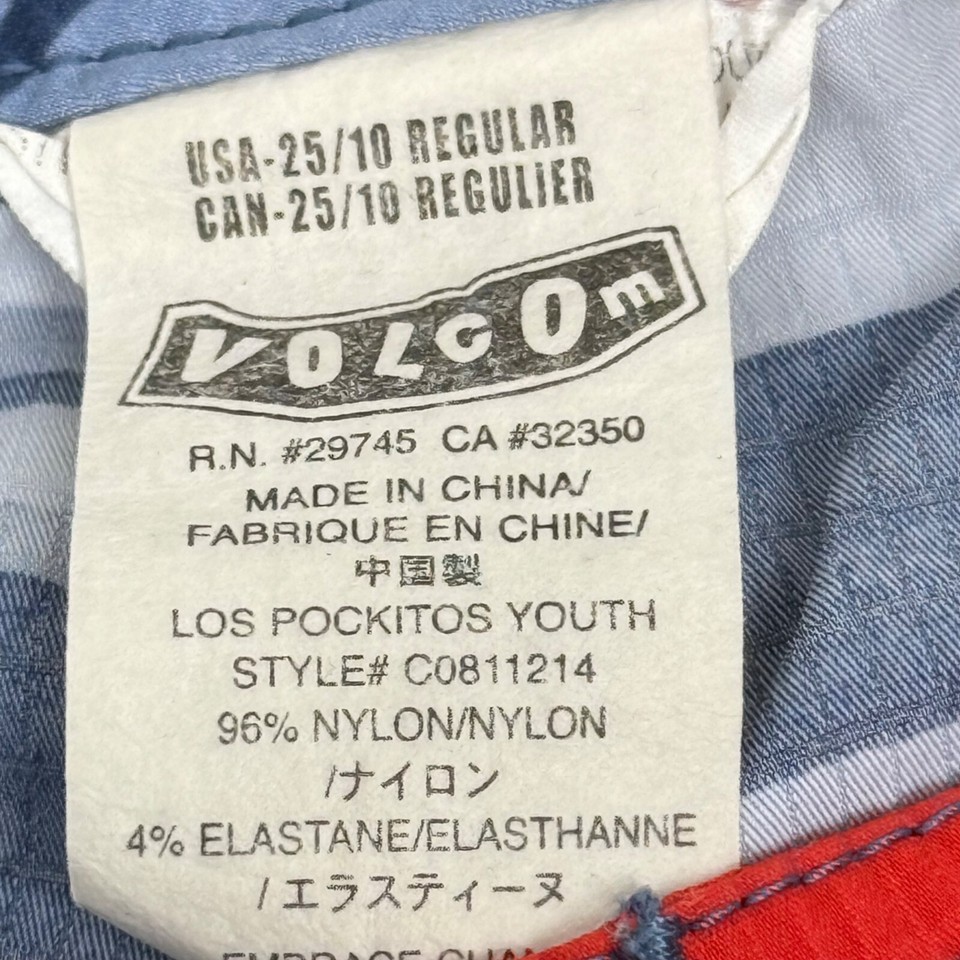 USA-25/10 REGULAR
CAN-25/10 REGULIER
VOLCOM
R.N. #29745 CA #32350
MADE IN CHINA/
FABRIQUE EN CHINE/
中国製
LOS POCKITOS YOUTH
STYLE# C0811214
96% NYLON/NYLON
/ナイロン
4% ELASTANE/ELASTHANNE
/エラスティーヌ
EMBRACE